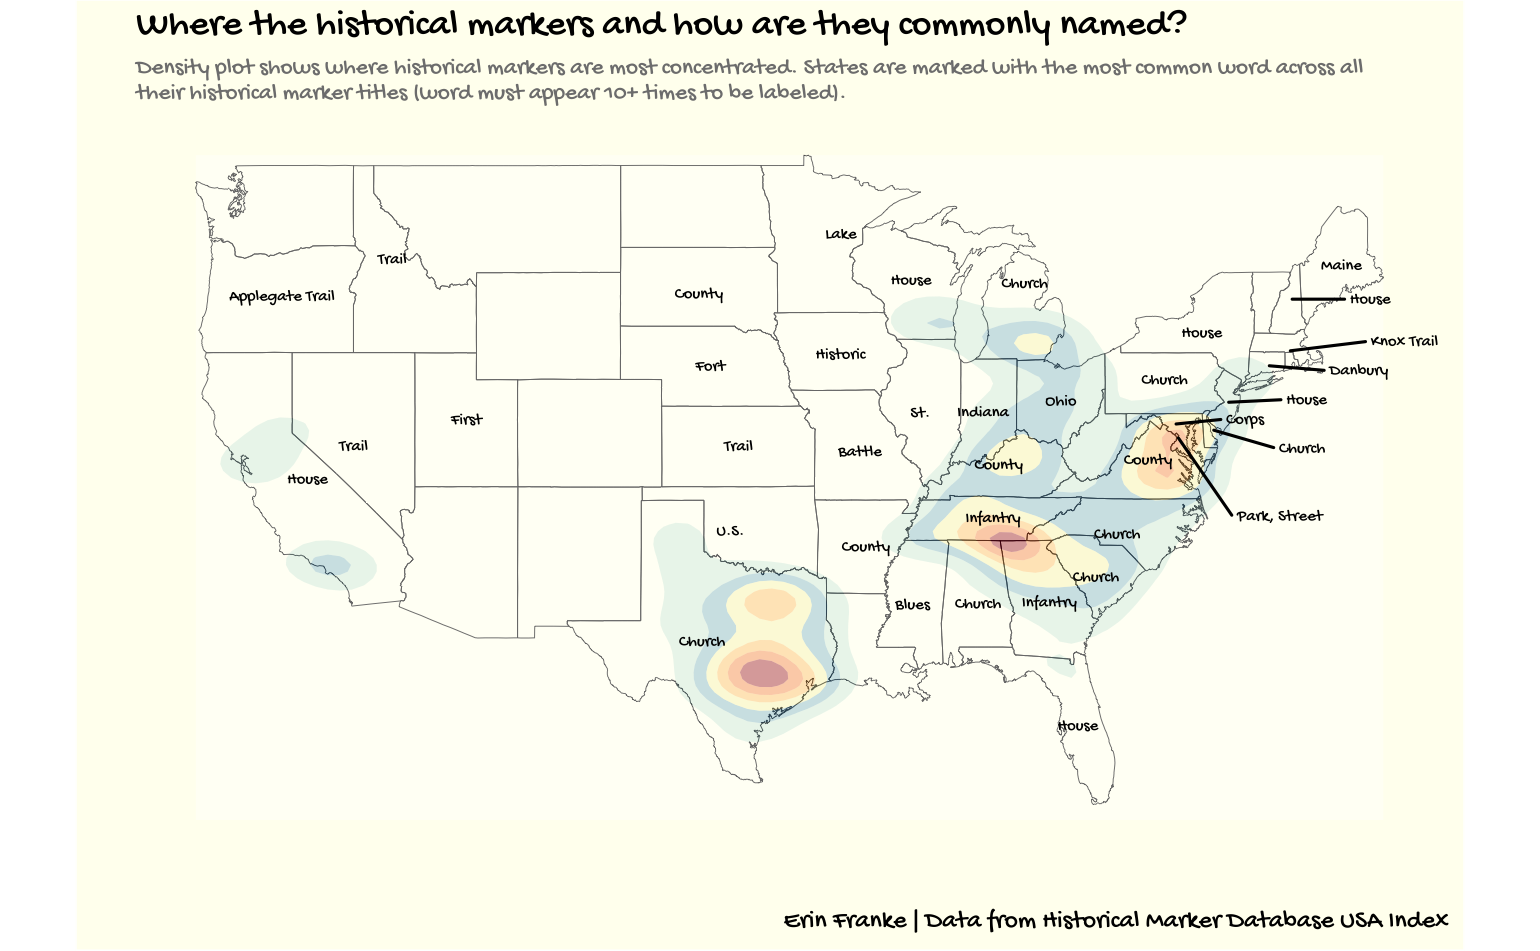 Where the historical markers and how are they commonly named?
Density plot shows where historical markers are most concentrated. States are marked with the most common word across all
their historical marker titles (word must appear 10+ times to be labeled).
Lake
Trail
Maine
House
Church
Applegate Trail
County
House
House
Knox Trail
Historic
Fort
Church
Danbury
House
Ohio
St.
Indiana
First
Corps
Trail
Trail
Battle
Church
County
County
House
Park, Street
Infantry
U.S.
Church
County
Church
Blues
Church
Infantry
Church
House
Erin Franke | Data from Historical Marker Database USA Index